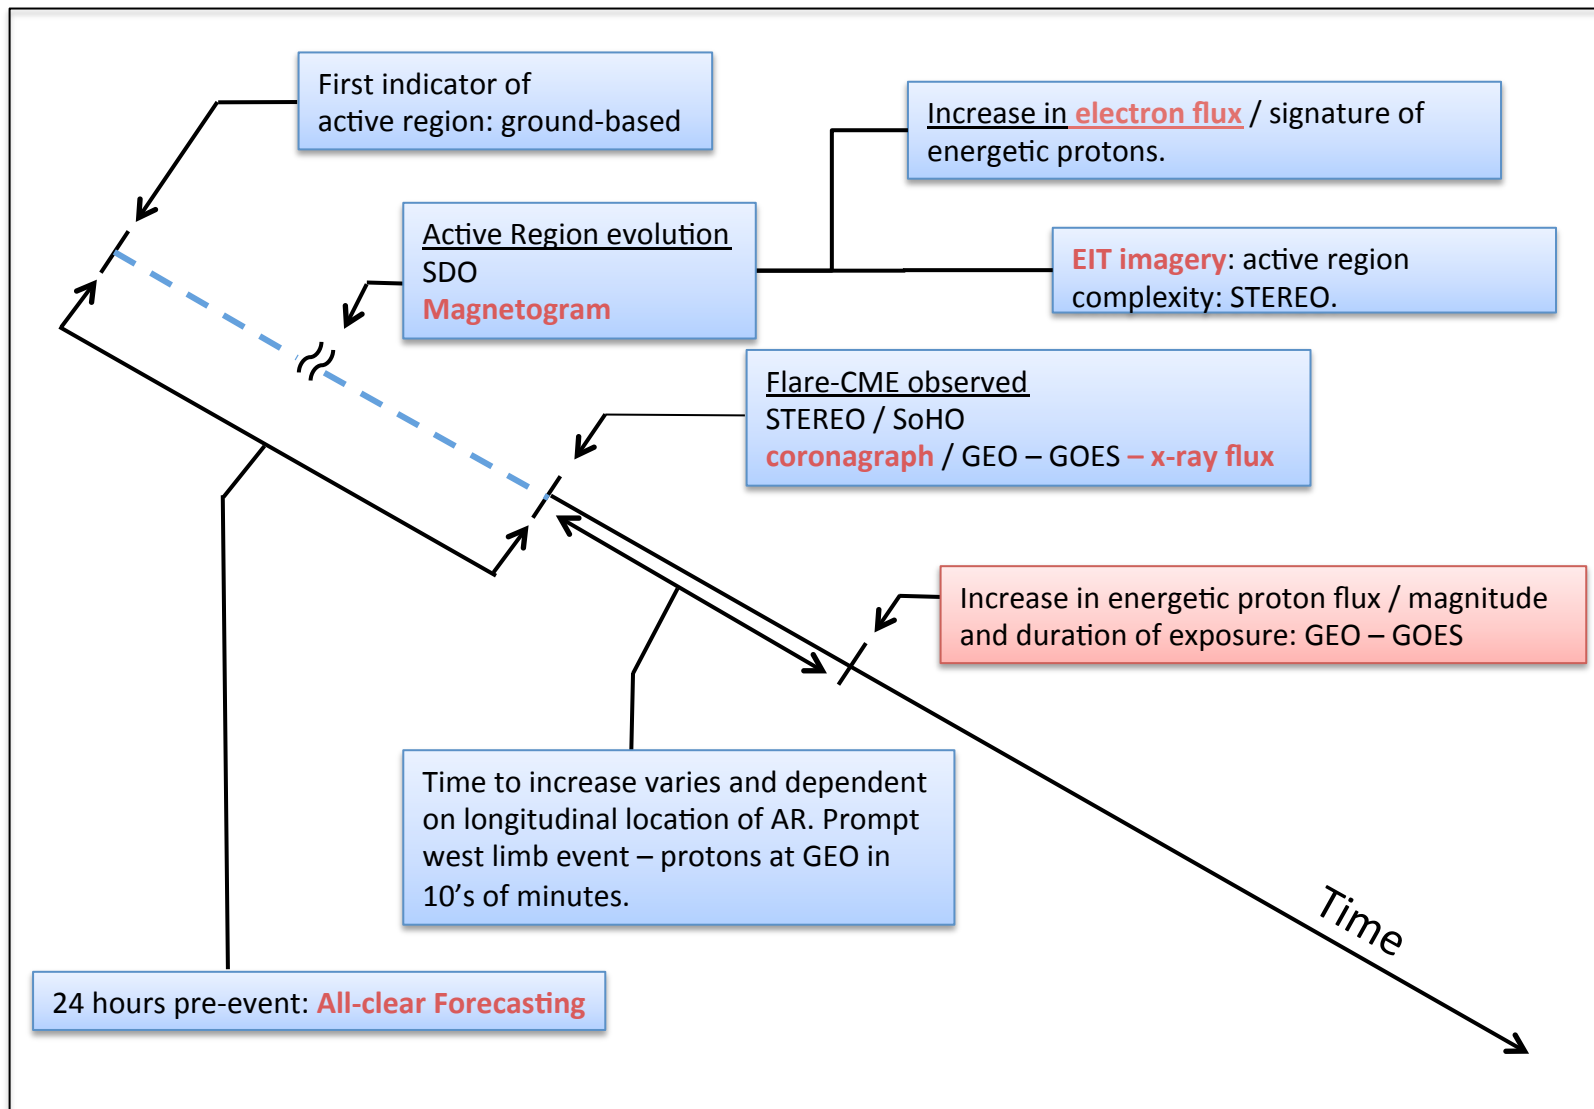 First indicator of
active region: ground-based
Increase in electron flux / signature of
energetic protons.
Active Region evolution
SDO
Magnetogram
EIT imagery: active region
complexity: STEREO.
Flare-CME observed
STEREO / SoHO
coronagraph / GEO – GOES – x-ray flux
Increase in energetic proton flux / magnitude
and duration of exposure: GEO – GOES
Time to increase varies and dependent
on longitudinal location of AR. Prompt
west limb event – protons at GEO in
10’s of minutes.
Time
24 hours pre-event: All-clear Forecasting